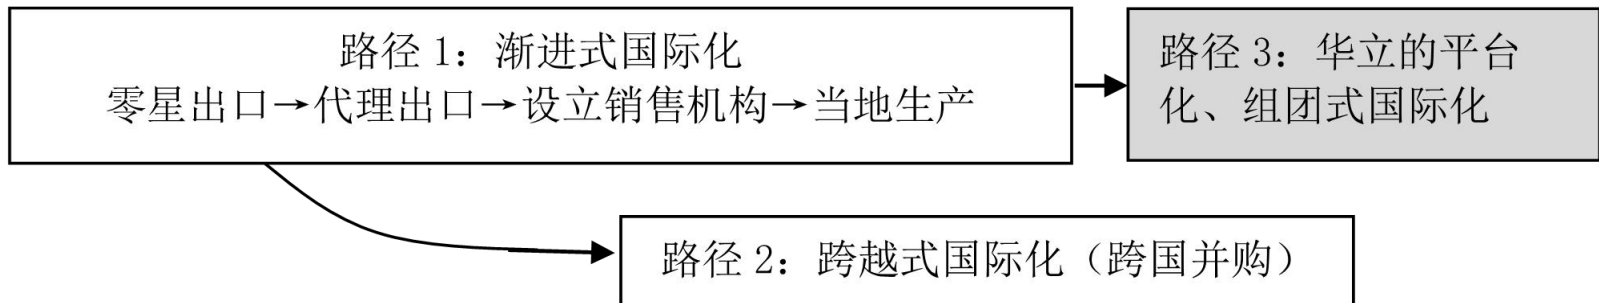 路径 1：渐进式国际化
零星出口→代理出口→设立销售机构→当地生产
路径 3：华立的平台
化、组团式国际化
路径 2：跨越式国际化（跨国并购）